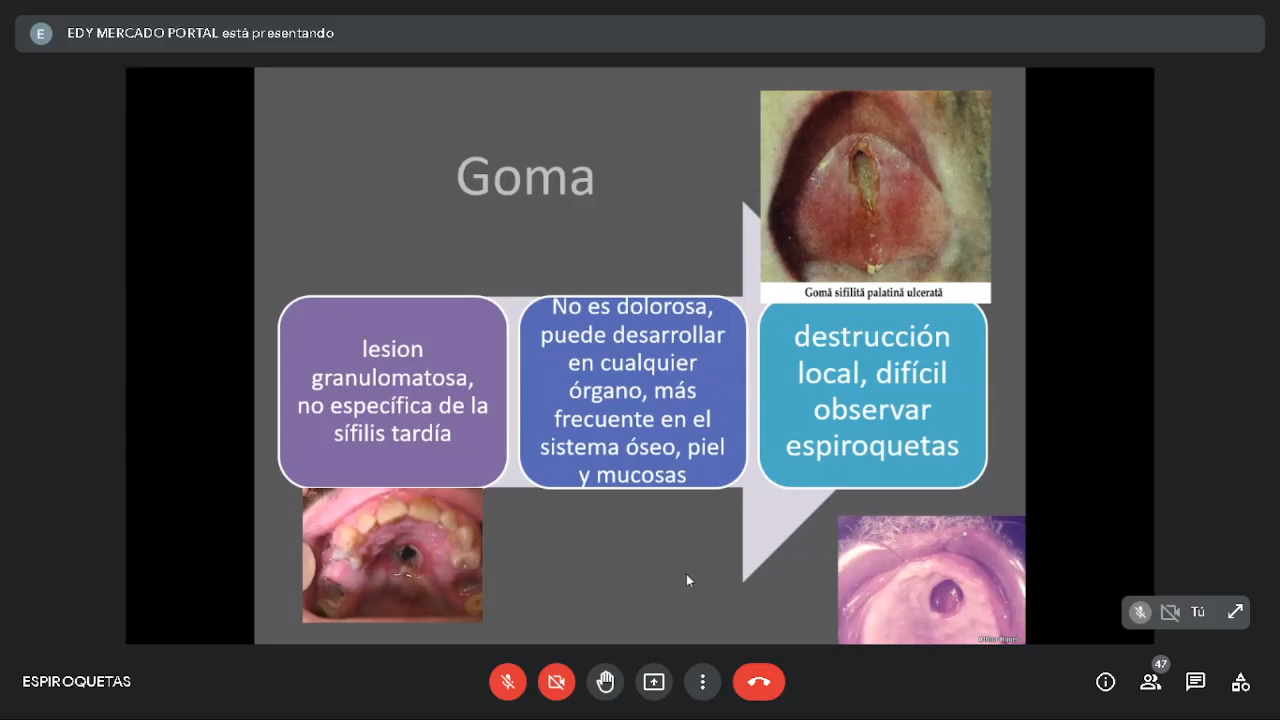 E
EDY MERCADO PORTAL está presentando
Goma
Gomă sifilită palatină ulcerată
lesion
granulomatosa,
no específica de la
sífilis tardía
No es dolorosa,
puede desarrollar
en cualquier
órgano, más
frecuente en el
sistema óseo, piel
y mucosas
destrucción
local, difícil
observar
espiroquetas
Tú
ESPIROQUETAS
47